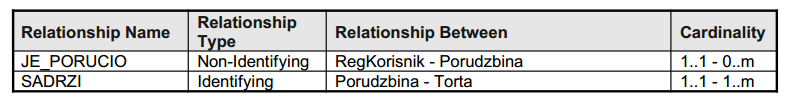 Relationship Name Relationship Type Relationship Between Cardinality
JE_PORUCIO Non-Identifying RegKorisnik - Porudzbina 1..1 - 0..m
SADRZI Identifying Porudzbina - Torta 1..1 - 1..m